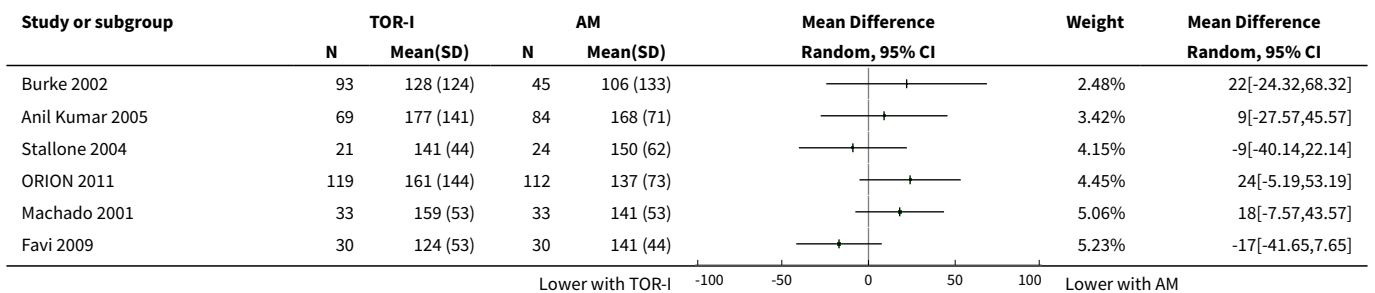 Study or subgroup TOR-I AM Mean Difference Weight Mean Difference
N Mean(SD) N Mean(SD) Random, 95% CI Random, 95% CI
Burke 2002 93 128 (124) 45 106 (133) 2.48% 22[-24.32,68.32]
Anil Kumar 2005 69 177 (141) 84 168 (71) 3.42% 9[-27.57,45.57]
Stallone 2004 21 141 (44) 24 150 (62) 4.15% -9[-40.14,22.14]
ORION 2011 119 161 (144) 112 137 (73) 4.45% 24[-5.19,53.19]
Machado 2001 33 159 (53) 33 141 (53) 5.06% 18[-7.57,43.57]
Favi 2009 30 124 (53) 30 141 (44) 5.23% -17[-41.65,7.65]
Lower with TOR-I -100 -50 0 50 100 Lower with AM